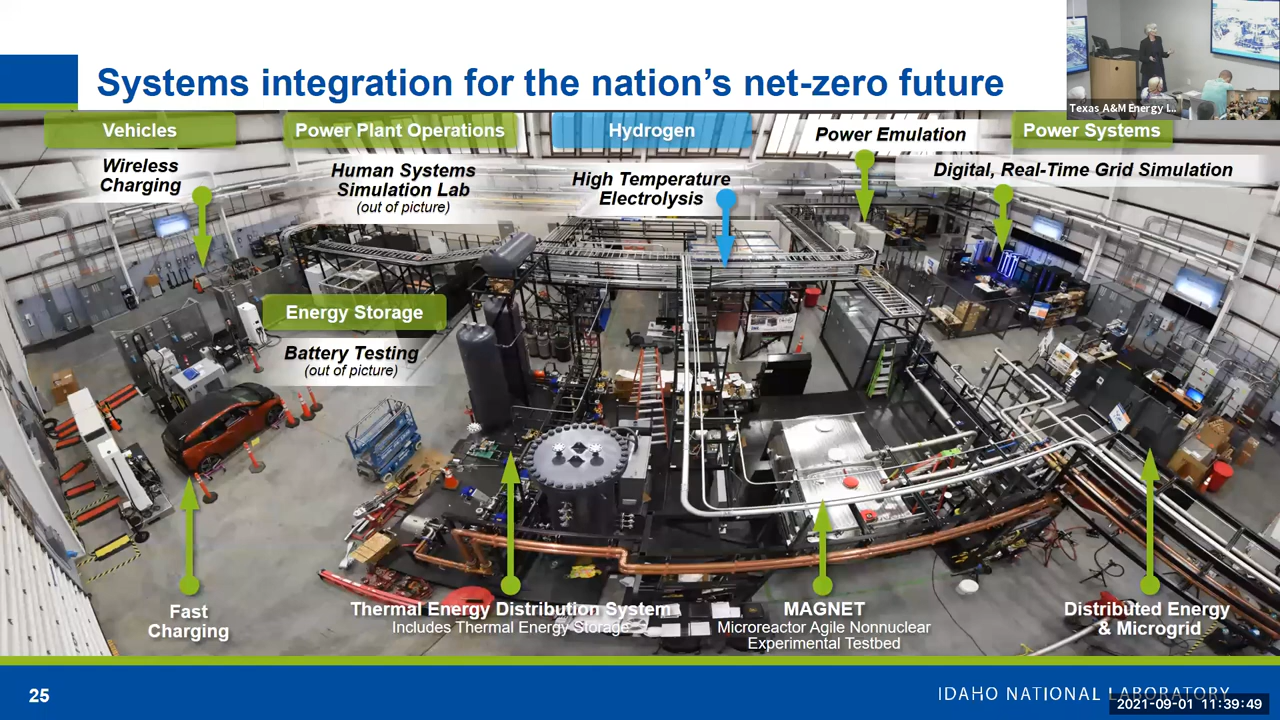 Systems integration for the nation's net-zero future
Texas A&M Energy I...
Vehicles
Power Plant Operations
Hydrogen
Power Emulation
Power Systems
Wireless
Charging
Human Systems
Simulation Lab
(out of picture)
High Temperature
Electrolysis
Digital, Real-Time Grid Simulation
Energy Storage
Battery Testing
(out of picture)
Fast
Charging
Thermal Energy Distribution System
Includes Thermal Energy Storage
MAGNET
Microreactor Agile Nonnuclear
Experimental Testbed
Distributed Energy
& Microgrid
25
IDAHO NATIONAL LABORATORY
2021-09-01 11:39:49